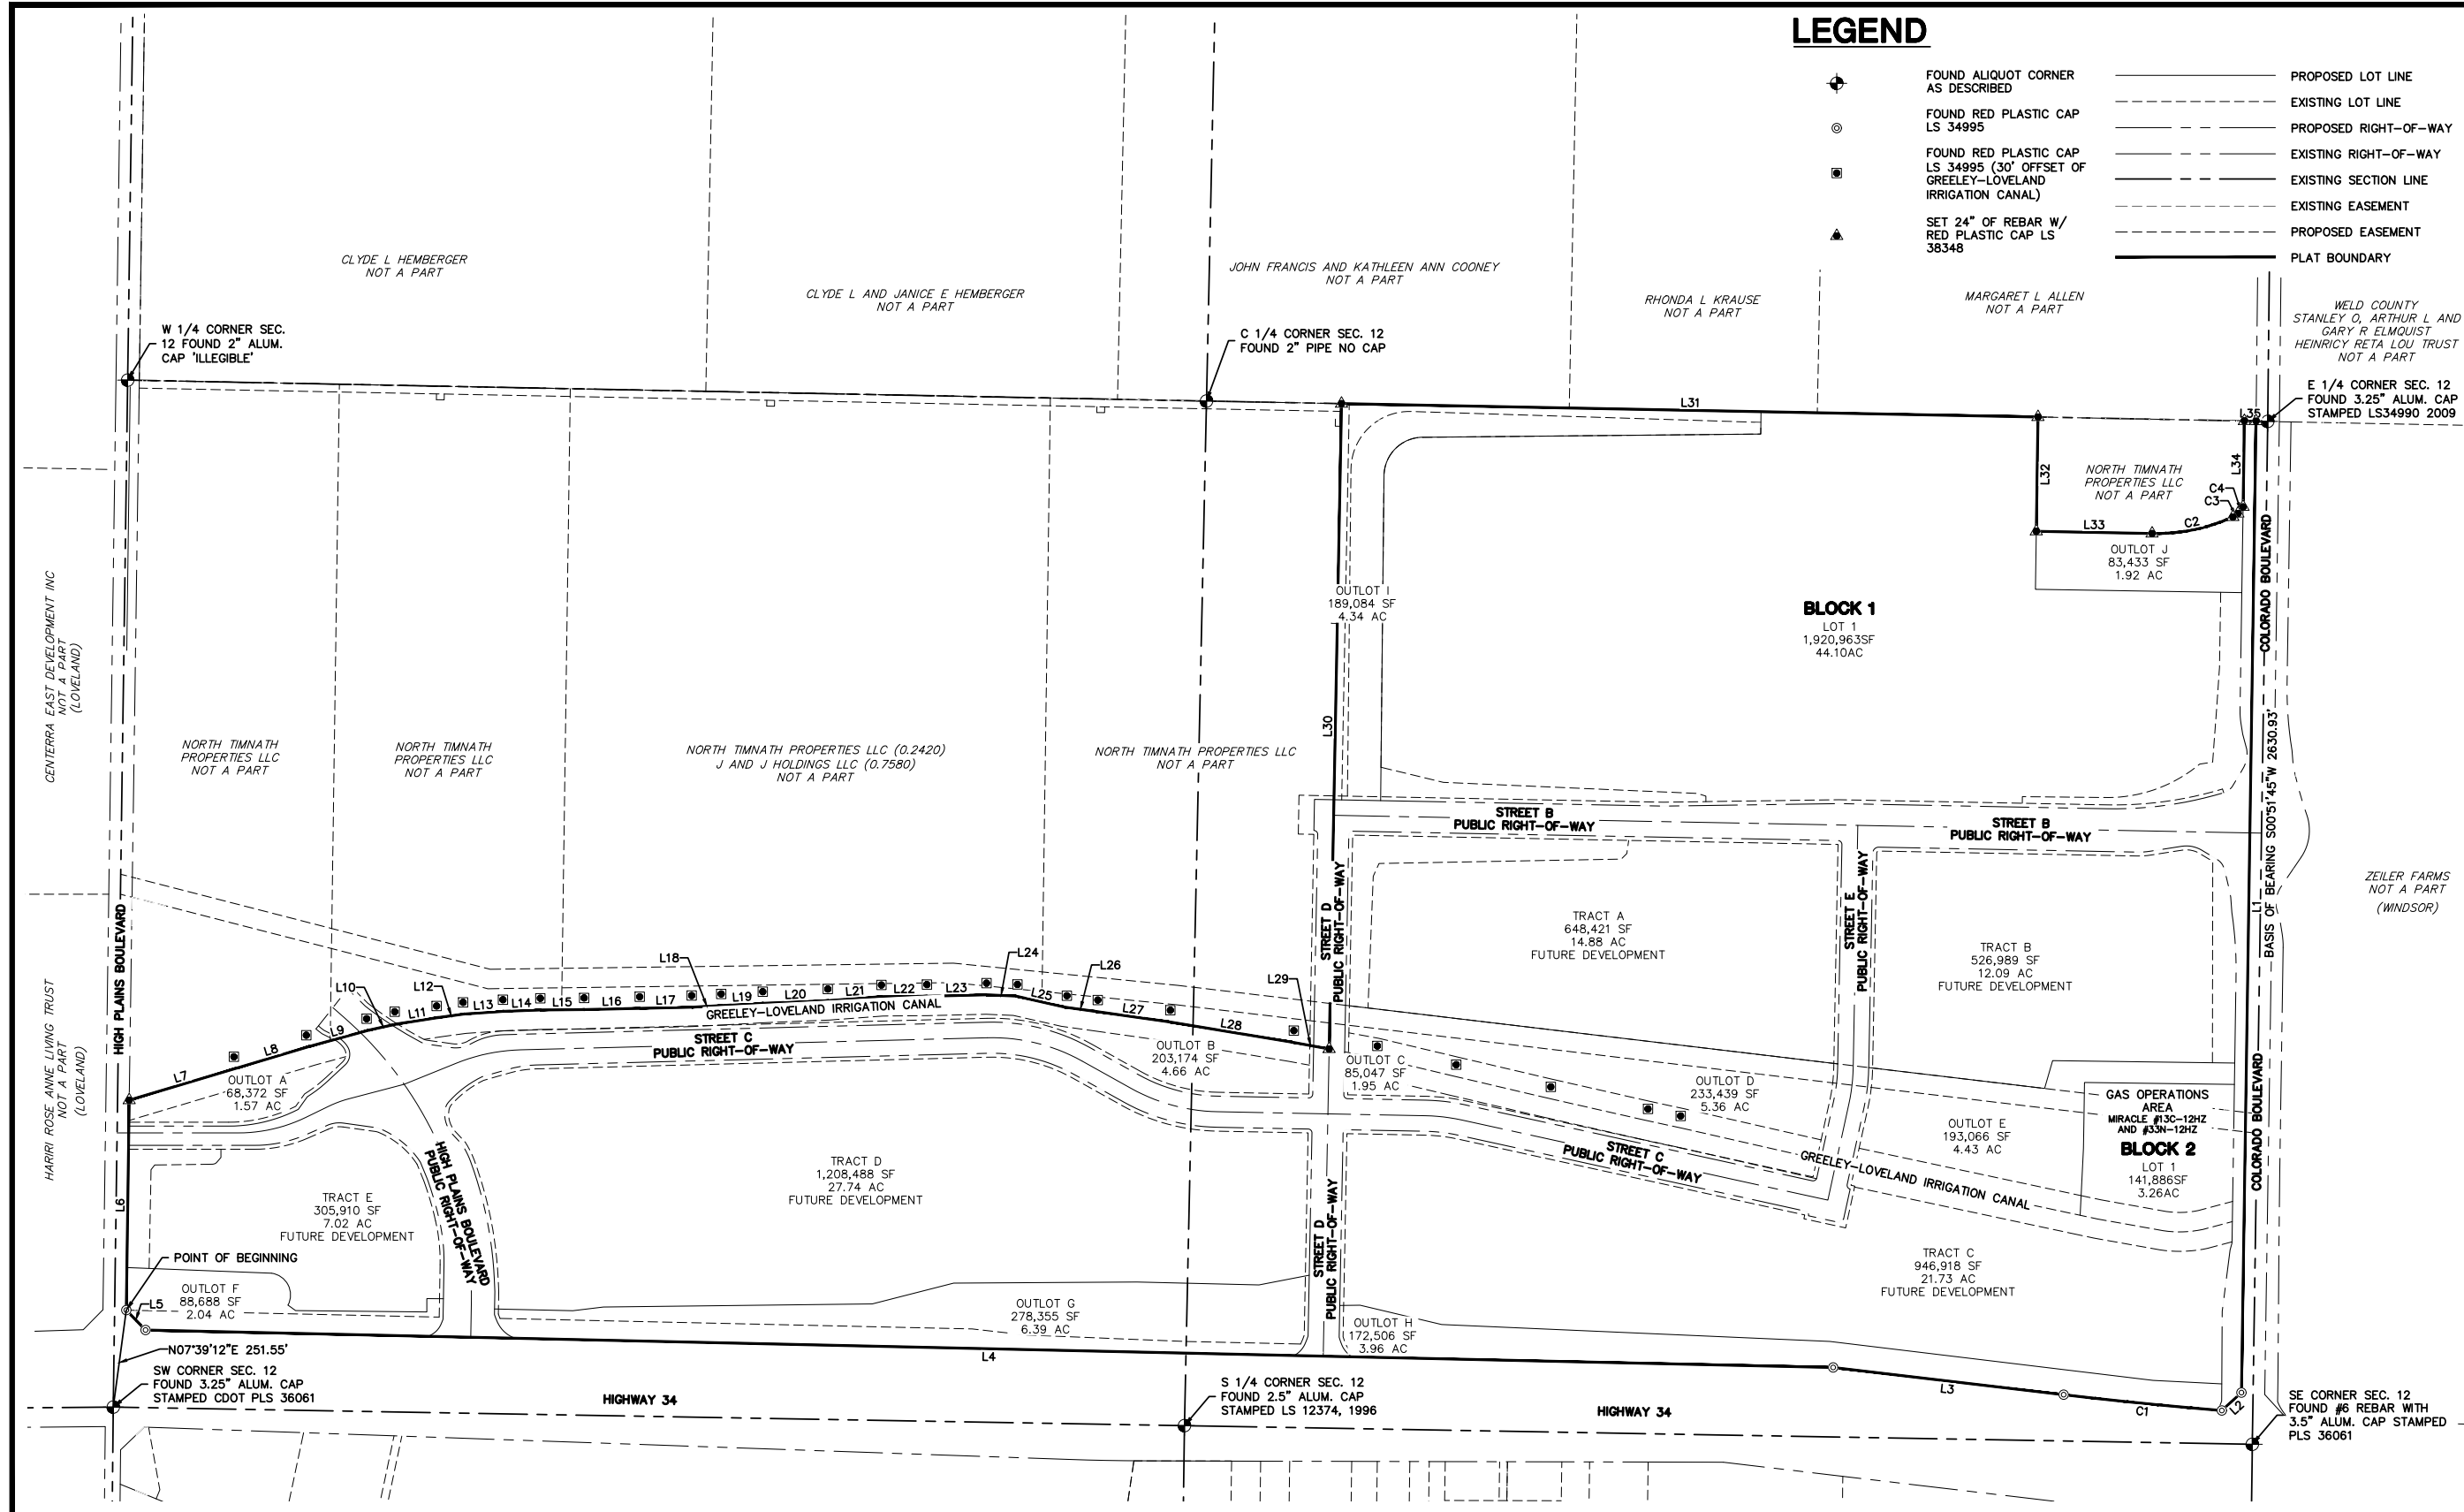 LEGEND
FOUND ALIQUOT CORNER
AS DESCRIBED
FOUND RED PLASTIC CAP
LS 34995
FOUND RED PLASTIC CAP
LS 34995 (30' OFFSET OF
GREELEY-LOVELAND
IRRIGATION CANAL)
SET 24" OF REBAR W/
RED PLASTIC CAP LS
38348
PROPOSED LOT LINE
EXISTING LOT LINE
PROPOSED RIGHT-OF-WAY
EXISTING RIGHT-OF-WAY
EXISTING SECTION LINE
EXISTING EASEMENT
PROPOSED EASEMENT
PLAT BOUNDARY
CLYDE L HEMBERGER
NOT A PART
CLYDE L AND JANICE E HEMBERGER
NOT A PART
JOHN FRANCIS AND KATHLEEN ANN COONEY
NOT A PART
RHONDA L KRAUSE
NOT A PART
MARGARET L ALLEN
NOT A PART
WELD COUNTY
STANLEY O, ARTHUR L AND
GARY R ELMQUIST
HEINRICY RETA LOU TRUST
NOT A PART
W 1/4 CORNER SEC.
12 FOUND 2" ALUM.
CAP 'ILLEGIBLE'
C 1/4 CORNER SEC. 12
FOUND 2" PIPE NO CAP
E 1/4 CORNER SEC. 12
FOUND 3.25" ALUM. CAP
STAMPED LS34990 2009
L31
L35
L32
L34
NORTH TIMNATH
PROPERTIES LLC
NOT A PART
C4
C3
L33
C2
OUTLOT J
83,433 SF
1.92 AC
COLORADO BOULEVARD
CENTERRA EAST DEVELOPMENT INC
NOT A PART
(LOVELAND)
OUTLOT I
189,084 SF
4.34 AC
BLOCK 1
LOT 1
1,920,963SF
44.10AC
L30
NORTH TIMNATH
PROPERTIES LLC
NOT A PART
NORTH TIMNATH
PROPERTIES LLC
NOT A PART
NORTH TIMNATH PROPERTIES LLC (0.2420)
J AND J HOLDINGS LLC (0.7580)
NOT A PART
NORTH TIMNATH PROPERTIES LLC
NOT A PART
STREET B
PUBLIC RIGHT-OF-WAY
STREET B
PUBLIC RIGHT-OF-WAY
BASIS OF BEARING S00°51'45"W 2630.93'
L1
ZEILER FARMS
NOT A PART
(WINDSOR)
HIGH PLAINS BOULEVARD
STREET D
PUBLIC RIGHT-OF-WAY
STREET E
PUBLIC RIGHT-OF-WAY
TRACT A
648,421 SF
14.88 AC
FUTURE DEVELOPMENT
TRACT B
526,989 SF
12.09 AC
FUTURE DEVELOPMENT
HARIRI ROSE ANNE LIVING TRUST
NOT A PART
(LOVELAND)
L7
L8
L9
L10
L11
L12
L13
L14
L15
L16
L17
L18
L19
L20
L21
L22
L23
L24
L25
L26
L27
L28
L29
GREELEY-LOVELAND IRRIGATION CANAL
STREET C
PUBLIC RIGHT-OF-WAY
OUTLOT A
68,372 SF
1.57 AC
OUTLOT B
203,174 SF
4.66 AC
OUTLOT C
85,047 SF
1.95 AC
OUTLOT D
233,439 SF
5.36 AC
OUTLOT E
193,066 SF
4.43 AC
GAS OPERATIONS
AREA
MIRACLE #13C-12HZ
AND #33N-12HZ
BLOCK 2
LOT 1
141,886SF
3.26AC
COLORADO BOULEVARD
STREET C
PUBLIC RIGHT-OF-WAY
GREELEY-LOVELAND IRRIGATION CANAL
L6
TRACT E
305,910 SF
7.02 AC
FUTURE DEVELOPMENT
HIGH PLAINS BOULEVARD
PUBLIC RIGHT-OF-WAY
TRACT D
1,208,488 SF
27.74 AC
FUTURE DEVELOPMENT
STREET D
PUBLIC RIGHT-OF-WAY
TRACT C
946,918 SF
21.73 AC
FUTURE DEVELOPMENT
POINT OF BEGINNING
L5
OUTLOT F
88,688 SF
2.04 AC
OUTLOT G
278,355 SF
6.39 AC
OUTLOT H
172,506 SF
3.96 AC
N07°39'12"E 251.55'
L4
L3
C1
L2
SW CORNER SEC. 12
FOUND 3.25" ALUM. CAP
STAMPED CDOT PLS 36061
HIGHWAY 34
S 1/4 CORNER SEC. 12
FOUND 2.5" ALUM. CAP
STAMPED LS 12374, 1996
HIGHWAY 34
SE CORNER SEC. 12
FOUND #6 REBAR WITH
3.5" ALUM. CAP STAMPED
PLS 36061